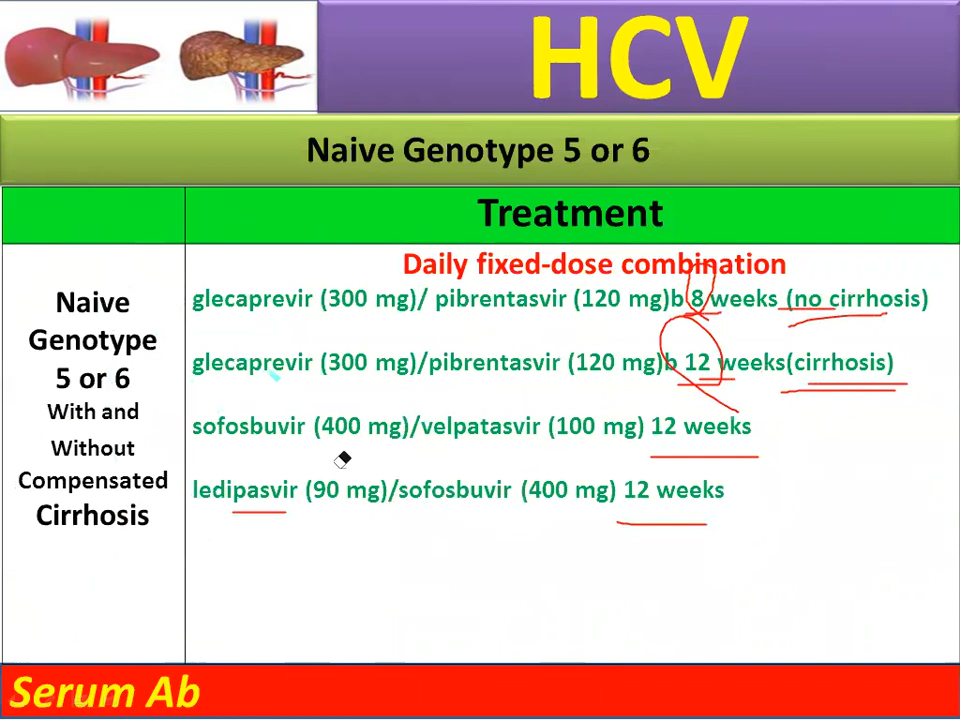 HCV
Naive Genotype 5 or 6
Treatment
Naive
Genotype
5 or 6
With and
Without
Compensated
Cirrhosis
Daily fixed-dose combination
glecaprevir (300 mg)/ pibrentasvir (120 mg)b 8 weeks (no cirrhosis)
glecaprevir (300 mg)/pibrentasvir (120 mg)b 12 weeks(cirrhosis)
sofosbuvir (400 mg)/velpatasvir (100 mg) 12 weeks
ledipasvir (90 mg)/sofosbuvir (400 mg) 12 weeks
Serum Ab